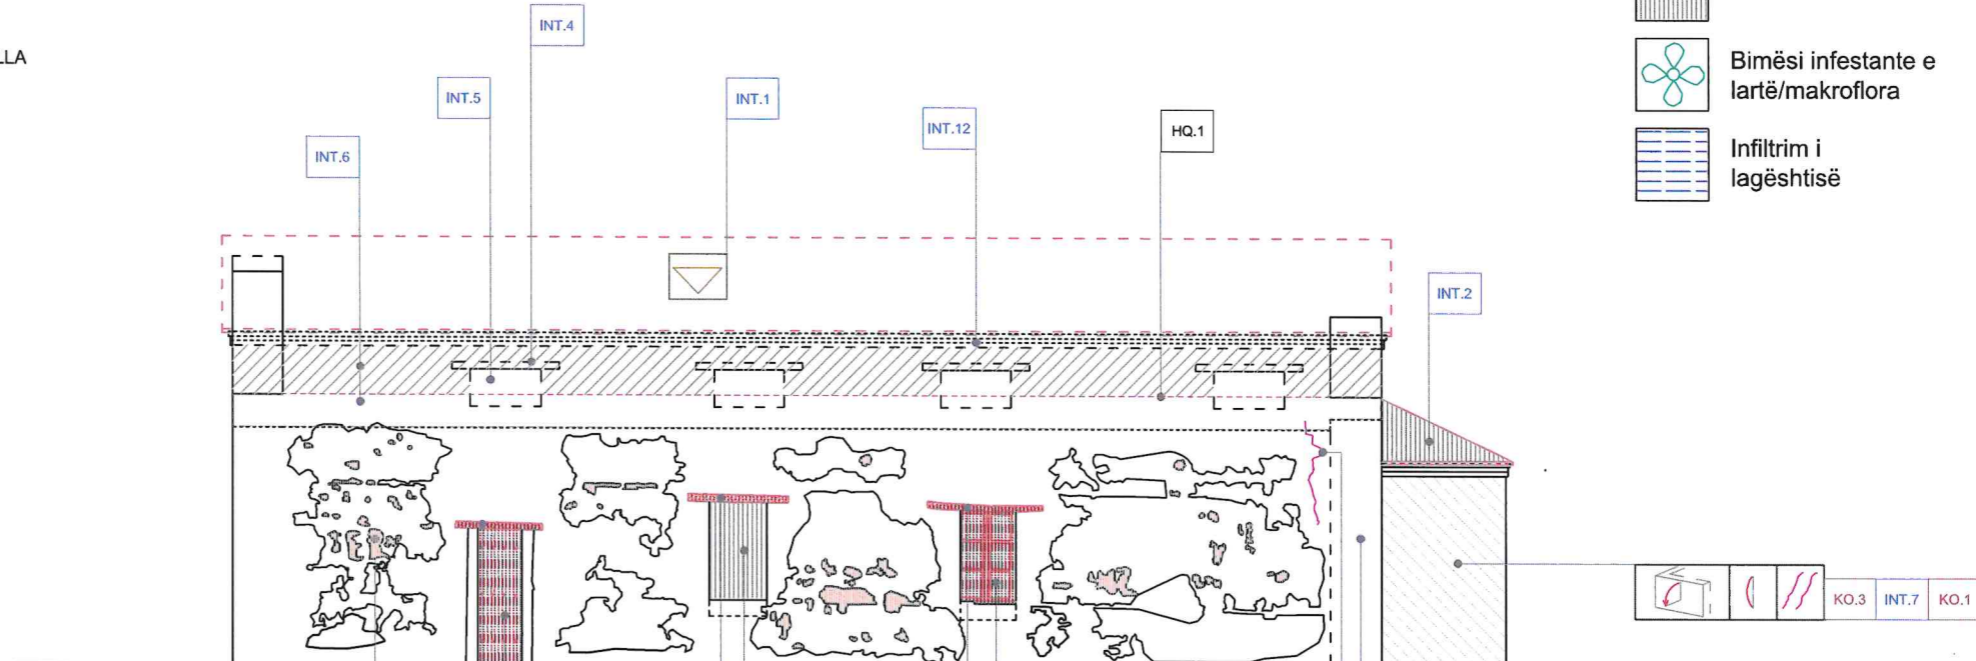 INT.4
INT.5
INT.1
INT.12
HQ.1
INT.6
INT.2
Bimësi infestante e
lartë/makroflora
Infiltrim i
lagështisë
KO.3 INT.7 KO.1